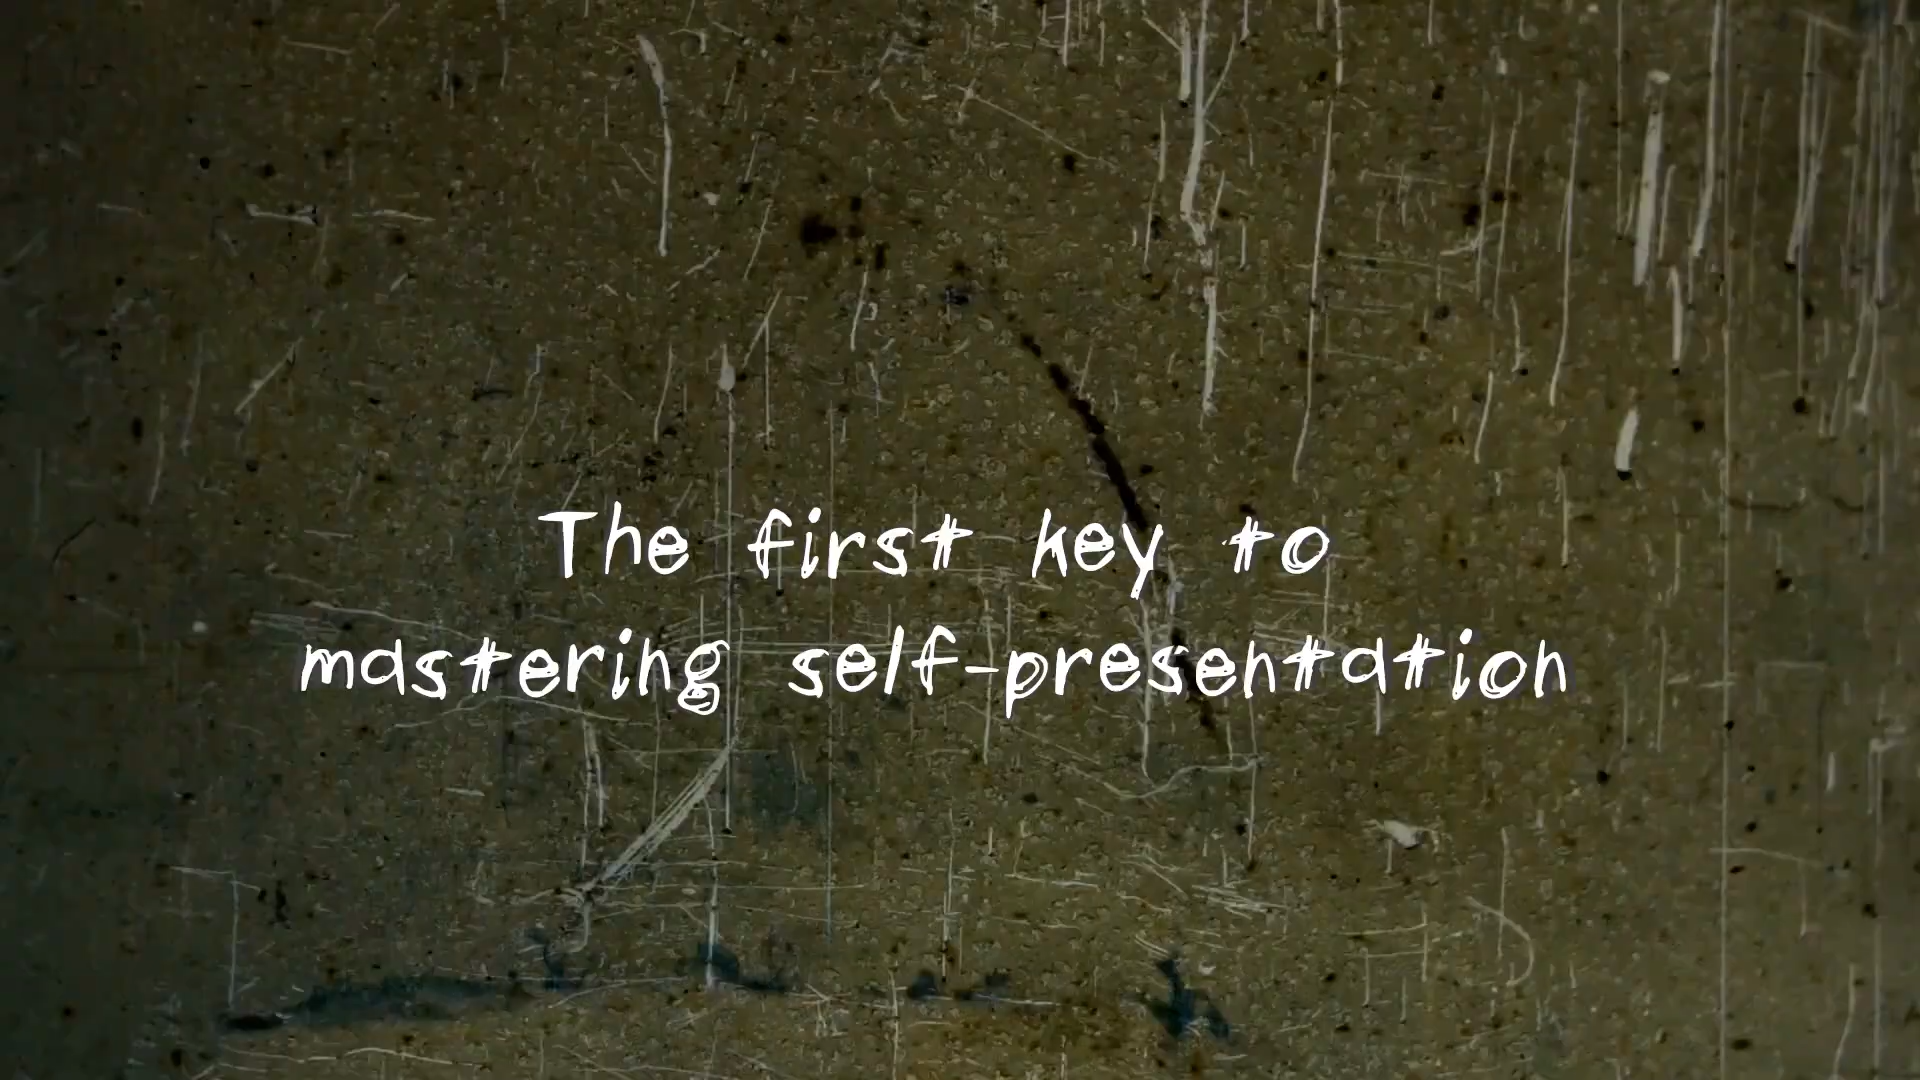 The first key to
mastering self-presentation